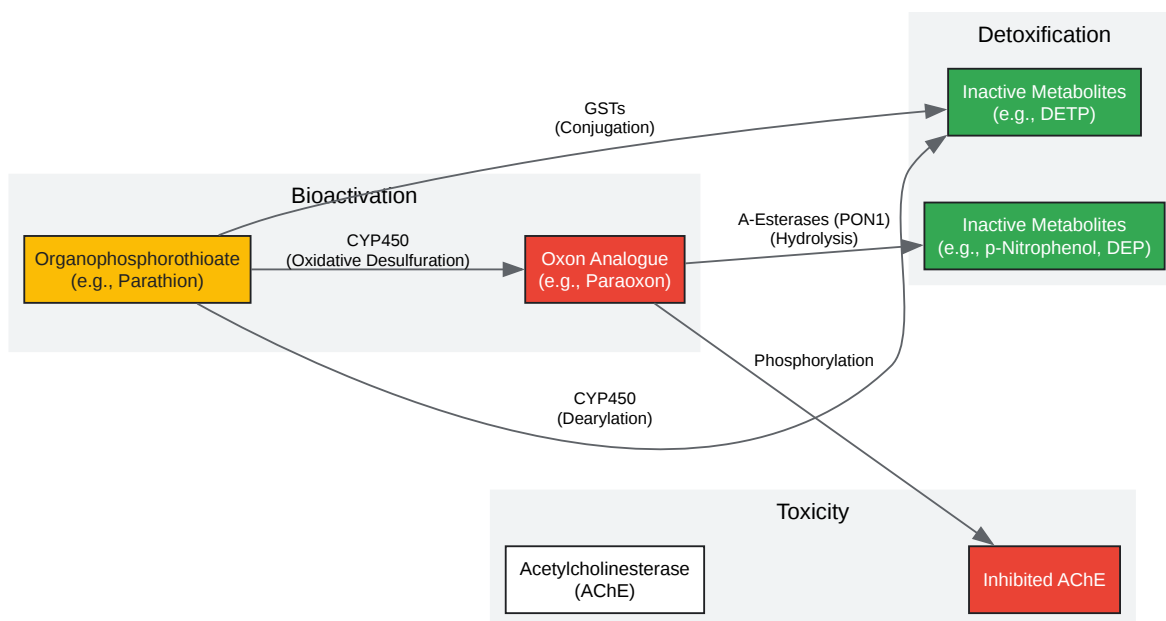 Detoxification
Inactive Metabolites
(e.g., DETP)
GSTs
(Conjugation)
Bioactivation
Organophosphorothioate
(e.g., Parathion)
CYP450
(Oxidative Desulfuration)
Oxon Analogue
(e.g., Paraoxon)
A-Esterases (PON1)
(Hydrolysis)
Inactive Metabolites
(e.g., p-Nitrophenol, DEP)
Phosphorylation
CYP450
(Dearylation)
Toxicity
Acetylcholinesterase
(AChE)
Inhibited AChE